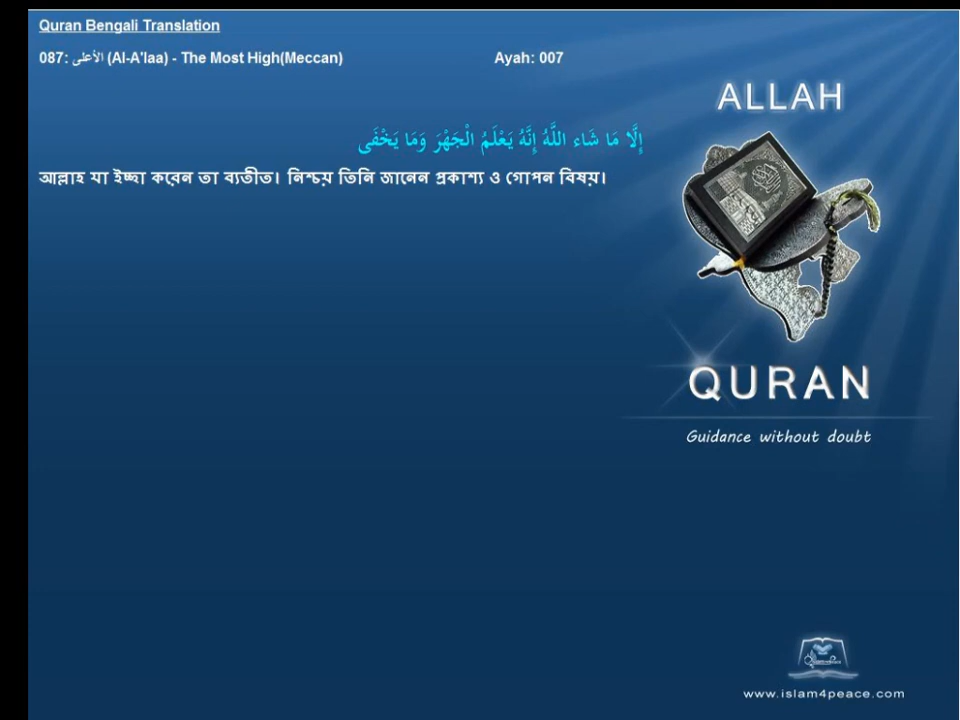 Quran Bengali Translation
087: الأعلى (Al-A'laa) - The Most High(Meccan) Ayah: 007
إِلَّا مَا شَاء اللَّهُ إِنَّهُ يَعْلَمُ الْجَهْرَ وَمَا يَخْفَى
আল্লাহ যা ইচ্ছা করেন তা ব্যতীত। নিশ্চয় তিনি জানেন প্রকাশ্য ও গোপন বিষয়।
ALLAH
QURAN
Guidance without doubt
www.islam4peace.com